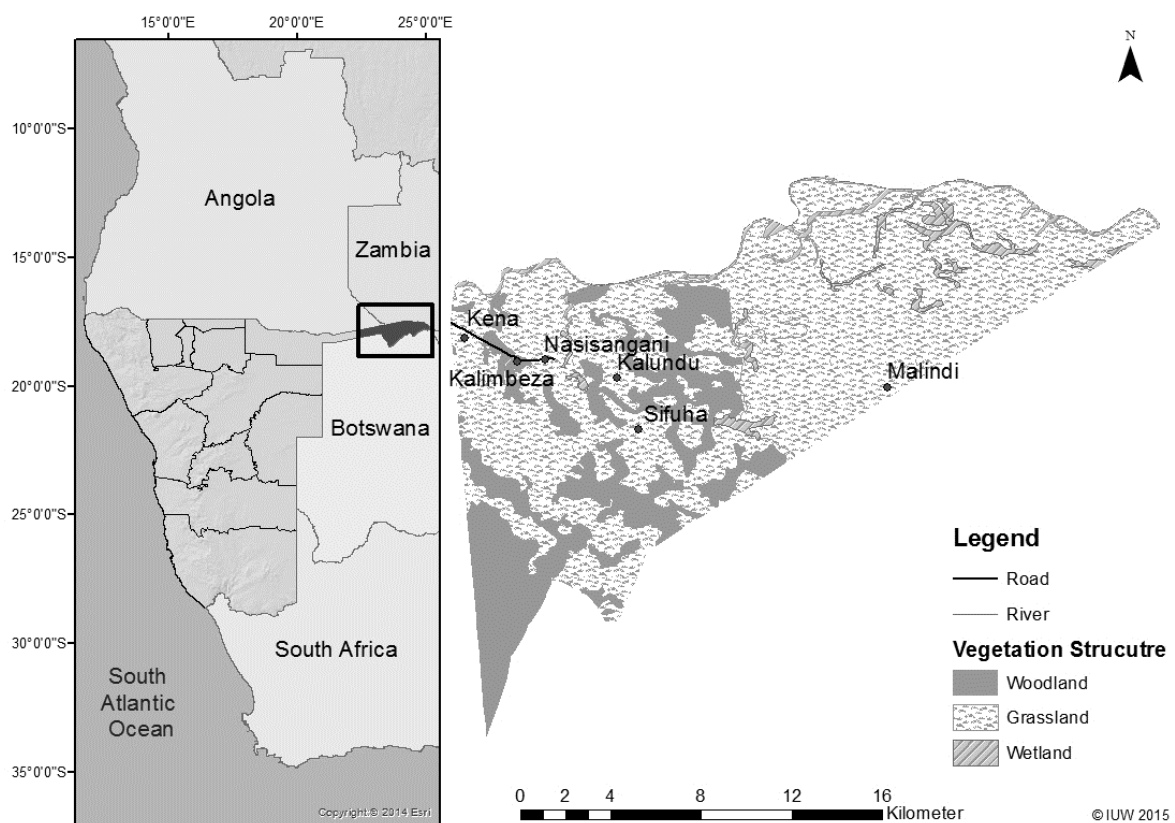 15°0'0"E 20°0'0"E 25°0'0"E
N
10°0'0"S
15°0'0"S
20°0'0"S
25°0'0"S
30°0'0"S
35°0'0"S
Angola
Zambia
Botswana
South Africa
South
Atlantic
Ocean
Copyright:© 2014 Esri
Kena
Nasisangani
Kalimbeza
Kalundu
Malindi
Sifuha
Legend
Road
River
Vegetation Strucutre
Woodland
Grassland
Wetland
0 2 4 8 12 16
Kilometer
© IUW 2015